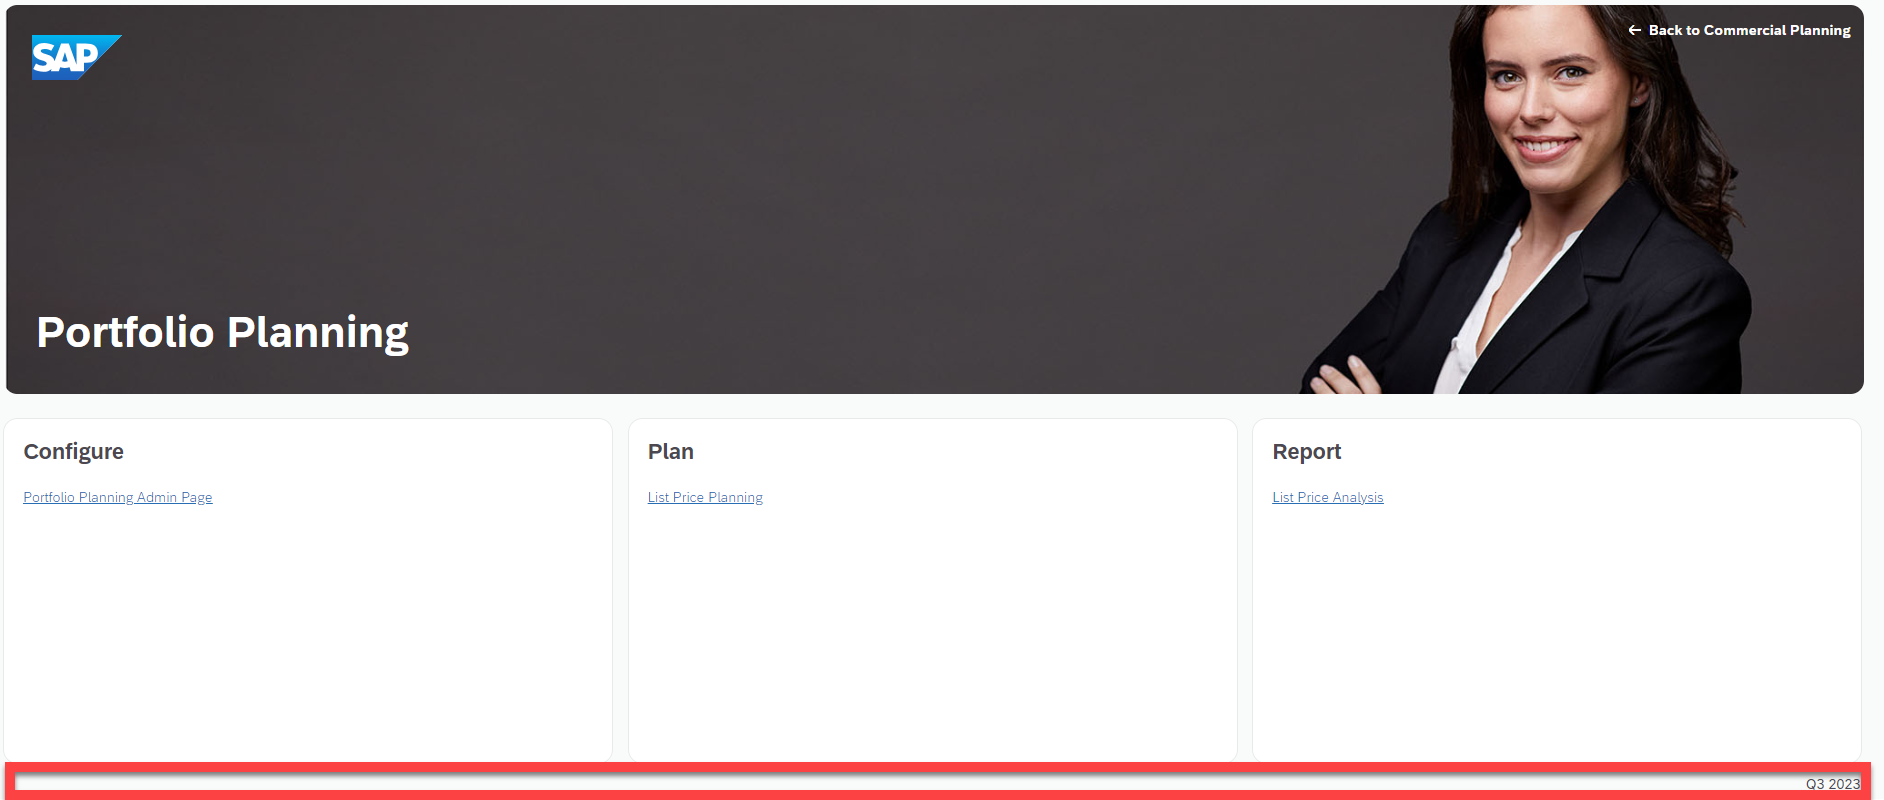 SAP
← Back to Commercial Planning
Portfolio Planning
Configure
Portfolio Planning Admin Page
Plan
List Price Planning
Report
List Price Analysis
Q3 2023